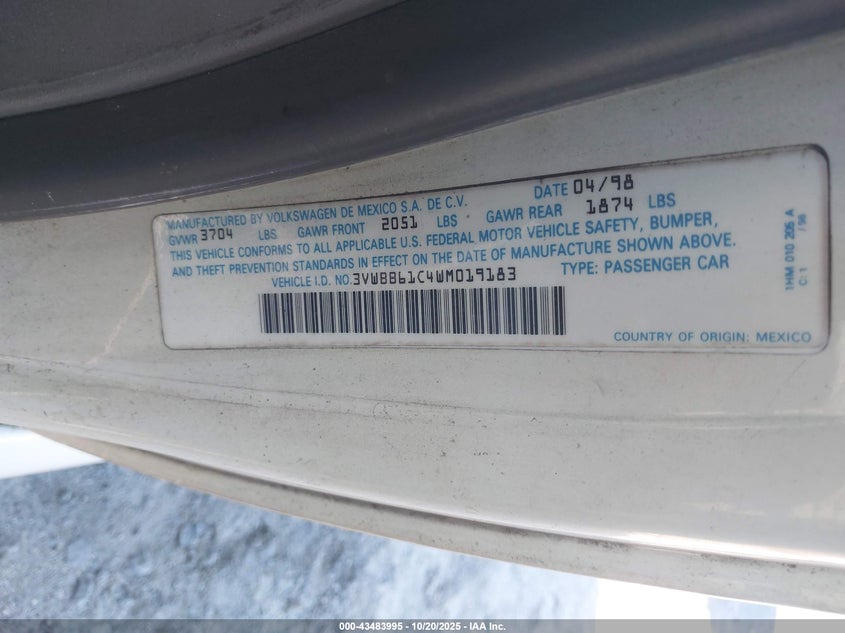 MANUFACTURED BY VOLKSWAGEN DE MEXICO S.A. DE C.V. DATE 04/98
GVWR 3704 LBS GAWR FRONT 2051 LBS GAWR REAR 1874 LBS
THIS VEHICLE CONFORMS TO ALL APPLICABLE U.S. FEDERAL MOTOR VEHICLE SAFETY, BUMPER,
AND THEFT PREVENTION STANDARDS IN EFFECT ON THE DATE OF MANUFACTURE SHOWN ABOVE.
VEHICLE I.D. NO. 3VWBB61C4WM019183 TYPE: PASSENGER CAR
COUNTRY OF ORIGIN: MEXICO
1HM 010 205 A
C: 1 / 98
000-43483995 - 10/20/2025 - IAA Inc.